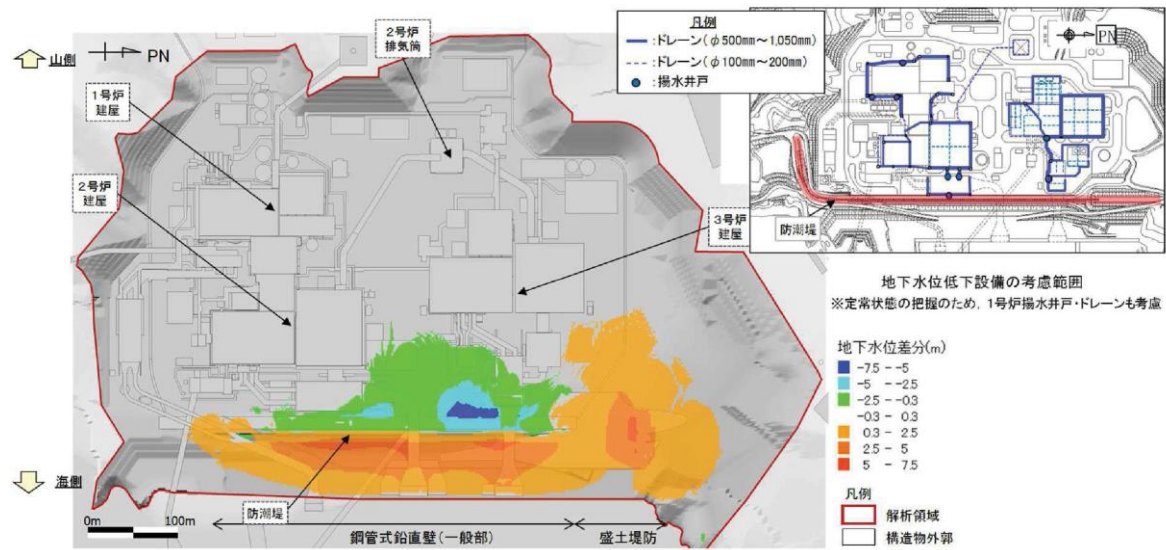 山側
PN
2号炉
排気筒
1号炉
建屋
2号炉
建屋
3号炉
建屋
海側
0m 100m
防潮堤
鋼管式鉛直壁(一般部)
盛土堤防
凡例
:ドレーン(φ500mm～1,050mm)
:ドレーン(φ100mm～200mm)
:揚水井戸
PN
防潮堤
地下水位低下設備の考慮範囲
※定常状態の把握のため,1号炉揚水井戸・ドレーンも考慮
地下水位差分(m)
-7.5 - -5
-5 - -2.5
-2.5 - -0.3
-0.3 - 0.3
0.3 - 2.5
2.5 - 5
5 - 7.5
凡例
解析領域
構造物外郭